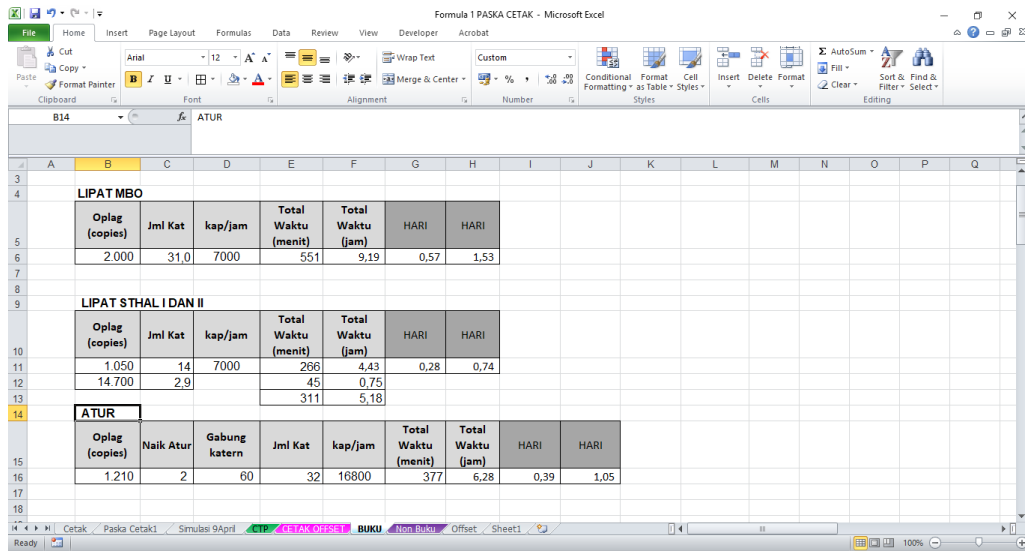 Formula 1 PASKA CETAK - Microsoft Excel
File Home Insert Page Layout Formulas Data Review View Developer Acrobat
Paste Cut Copy Format Painter Clipboard
Arial 12 B I U Font
Wrap Text Merge & Center Alignment
Custom % , Number
Conditional Formatting Format as Table Cell Styles Styles
Insert Delete Format Cells
Σ AutoSum Fill Clear Sort & Filter Find & Select Editing
B14 fx ATUR
A B C D E F G H I J K L M N O P Q
3
4 LIPAT MBO
5 Oplag (copies) Jml Kat kap/jam Total Waktu (menit) Total Waktu (jam) HARI HARI
6 2.000 31,0 7000 551 9,19 0,57 1,53
7
8
9 LIPAT STHAL I DAN II
10 Oplag (copies) Jml Kat kap/jam Total Waktu (menit) Total Waktu (jam) HARI HARI
11 1.050 14 7000 266 4,43 0,28 0,74
12 14.700 2,9 45 0,75
13 311 5,18
14 ATUR
15 Oplag (copies) Naik Atur Gabung katern Jml Kat kap/jam Total Waktu (menit) Total Waktu (jam) HARI HARI
16 1.210 2 60 32 16800 377 6,28 0,39 1,05
17
18
Cetak Paska Cetak1 Simulasi 9April CTP CETAK OFFSET BUKU Non Buku Offset Sheet1
Ready 100%